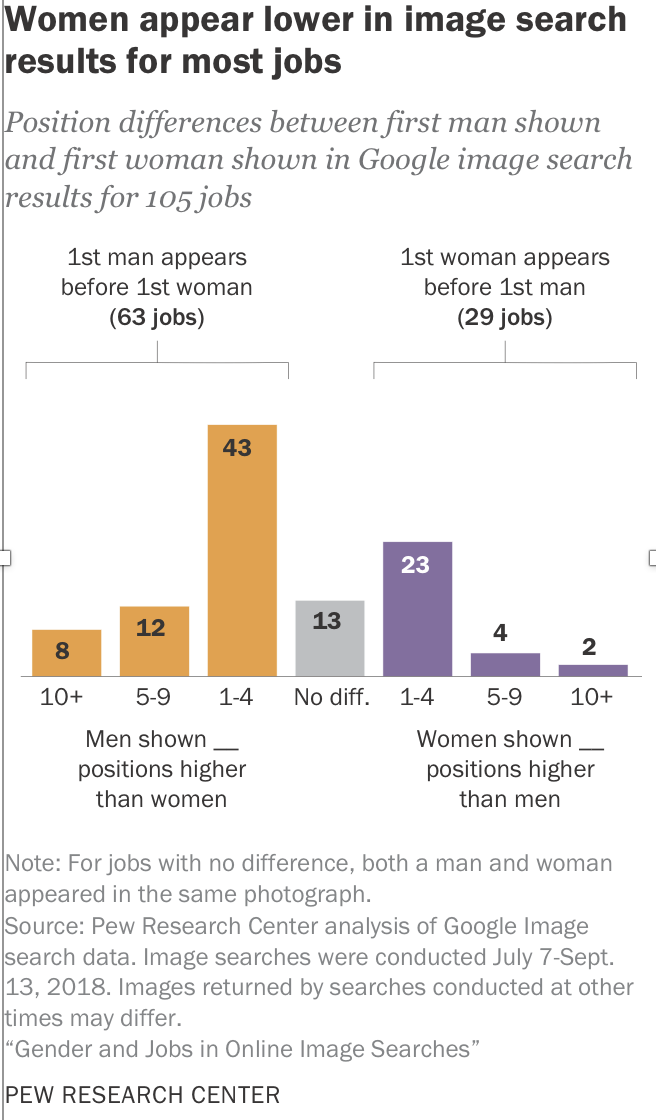 Women appear lower in image search
results for most jobs
Position differences between first man shown
and first woman shown in Google image search
results for 105 jobs
1st man appears
before 1st woman
(63 jobs)
1st woman appears
before 1st man
(29 jobs)
43
23
13
12
8
4
2
10+ 5-9 1-4 No diff. 1-4 5-9 10+
Men shown __
positions higher
than women
Women shown __
positions higher
than men
Note: For jobs with no difference, both a man and woman
appeared in the same photograph.
Source: Pew Research Center analysis of Google Image
search data. Image searches were conducted July 7-Sept.
13, 2018. Images returned by searches conducted at other
times may differ.
“Gender and Jobs in Online Image Searches”
PEW RESEARCH CENTER